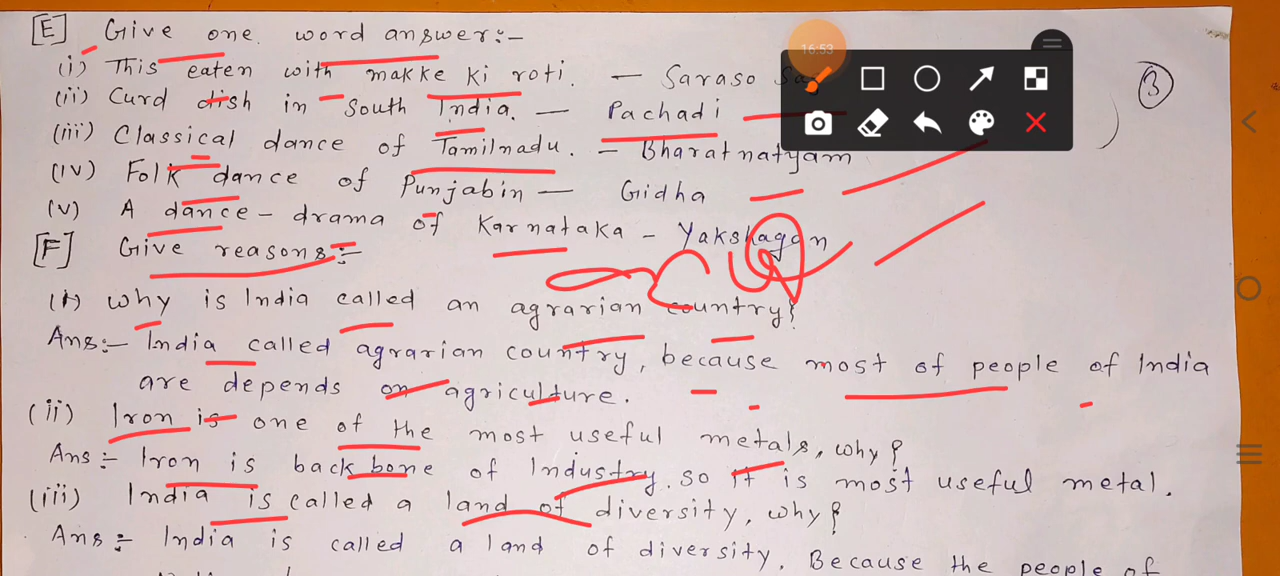 [E] Give one word answer:-
16:53
(i) This eaten with makke ki roti. - Saraso
3
(ii) Curd dish in South India. - Pachadi
(iii) Classical dance of Tamilnadu. - Bharatnatyam
(iv) Folk dance of Punjabin - Gidha
(v) A dance - drama of Karnataka - Yakshagan
[F] Give reasons:-
(i) why is India called an agrarian country?
Ans:- India called agrarian country, because most of people of India
are depends on agriculture.
(ii) Iron is one of the most useful metals, why?
Ans:- Iron is back bone of Industry. so it is most useful metal.
(iii) India is called a land of diversity, why?
Ans:- India is called a land of diversity. Because the people of